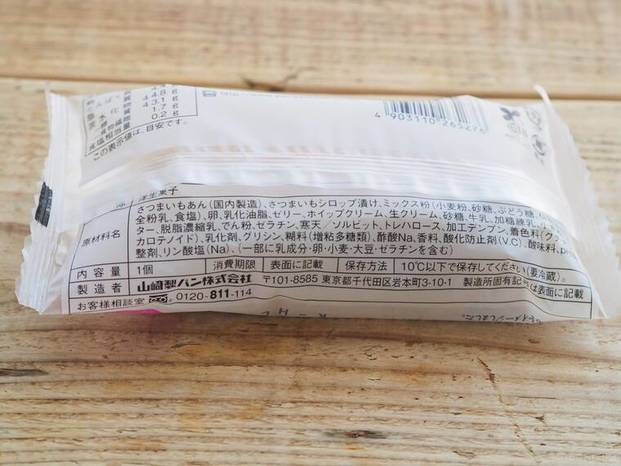 44.8 g
43.1 g
1.7 g
0.2 g
この表示値は、目安です。
4 903110 265276
洋生菓子
原材料名
さつまいもあん(国内製造)、さつまいもシロップ漬け、ミックス粉(小麦粉、砂糖、ぶどう糖、
全粉乳、食塩)、卵、乳化油脂、ゼリー、ホイップクリーム、生クリーム、砂糖、牛乳、加糖練乳
ター、脱脂濃縮乳、でん粉、ゼラチン、寒天/ソルビット、トレハロース、加工デンプン、着色料(ク
カロテノイド)、乳化剤、グリシン、糊料(増粘多糖類)、酢酸Na、香料、酸化防止剤(V.C)、酸味料、
整剤、リン酸塩(Na)、(一部に乳成分・卵・小麦・大豆・ゼラチンを含む)
内容量 1個 消費期限 表面に記載 保存方法 10℃以下で保存してください(要冷蔵)。
製造者 山崎製パン株式会社 〒101-8585 東京都千代田区岩本町3-10-1 製造所固有記号は表面に記載
お客様相談室 0120-811-114